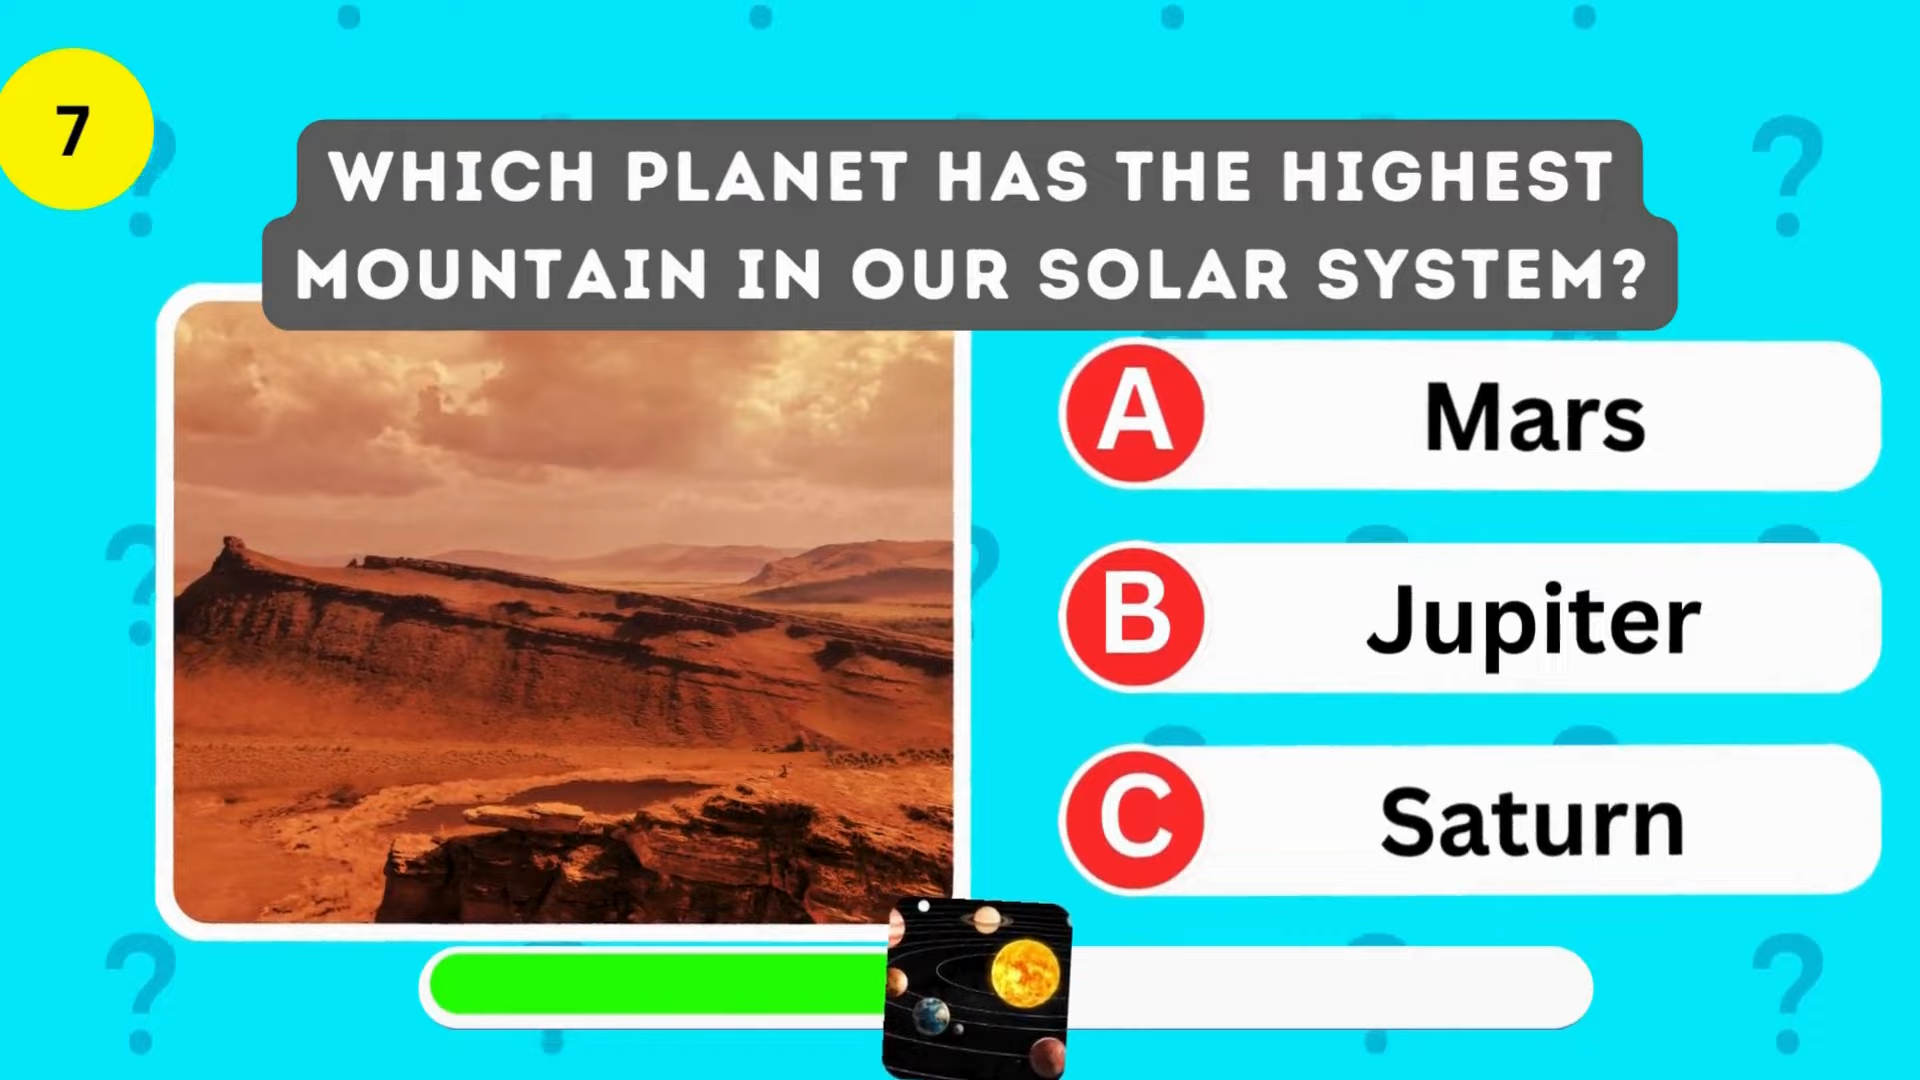 7
WHICH PLANET HAS THE HIGHEST
MOUNTAIN IN OUR SOLAR SYSTEM?
A Mars
B Jupiter
C Saturn